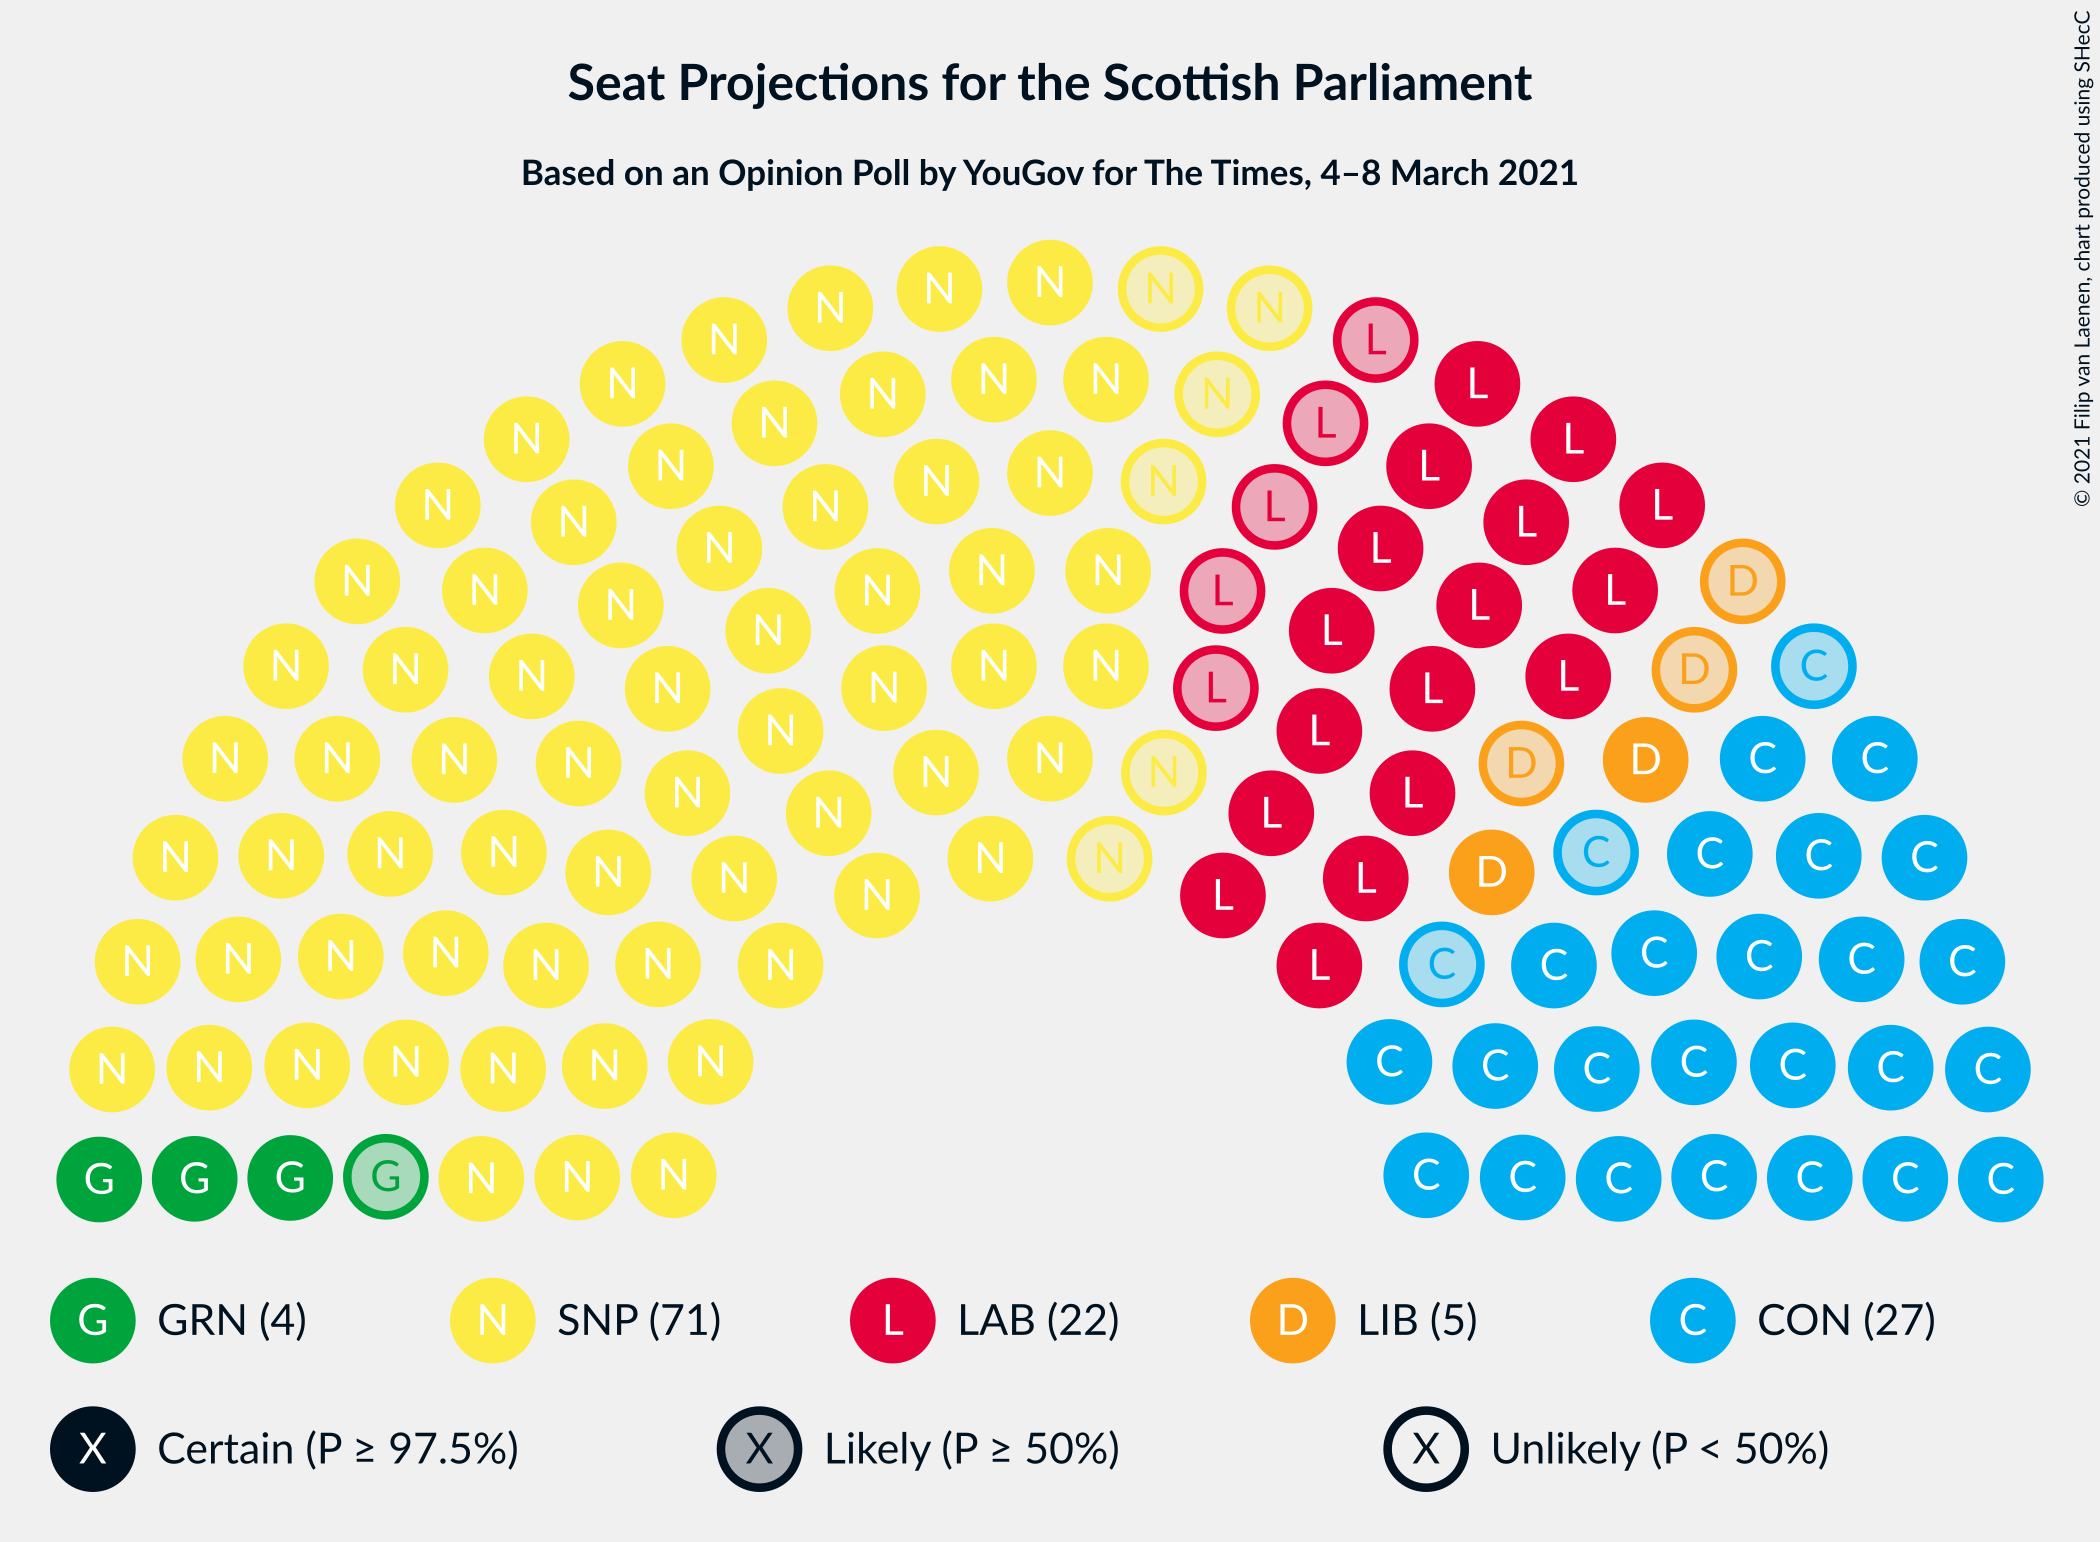 Seat Projections for the Scottish Parliament
Based on an Opinion Poll by YouGov for The Times, 4–8 March 2021
© 2021 Filip van Laenen, chart produced using SHecC
N N N N N
N L
N N N N N L
N N L L
N N N N L
N N L L
N N L L
N N N N N N L L L D
N L
N N N N N N N L L L D C
N L
N N N N N N N N L D D C C
N L
N N N N N N N N N L L D C C C C
N N N N N N N L C C C C C C
N N N N N N N C C C C C C C
G G G G N N N C C C C C C C
G GRN (4) N SNP (71) L LAB (22) D LIB (5) C CON (27)
X Certain (P ≥ 97.5%) X Likely (P ≥ 50%) X Unlikely (P < 50%)